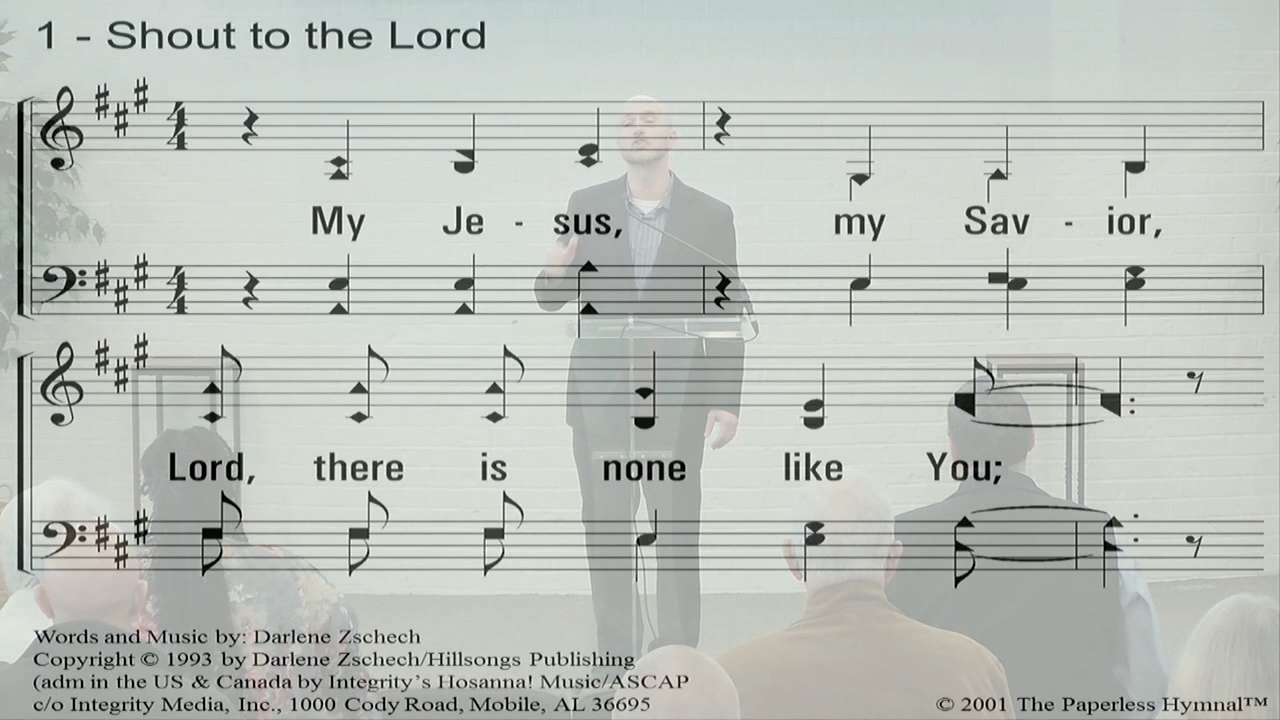 1 - Shout to the Lord
My Je - sus, my Sav - ior,
Lord, there is none like You;
Words and Music by: Darlene Zschech
Copyright © 1993 by Darlene Zschech/Hillsongs Publishing
(adm in the US & Canada by Integrity's Hosanna! Music/ASCAP
c/o Integrity Media, Inc., 1000 Cody Road, Mobile, AL 36695
© 2001 The Paperless Hymnal™